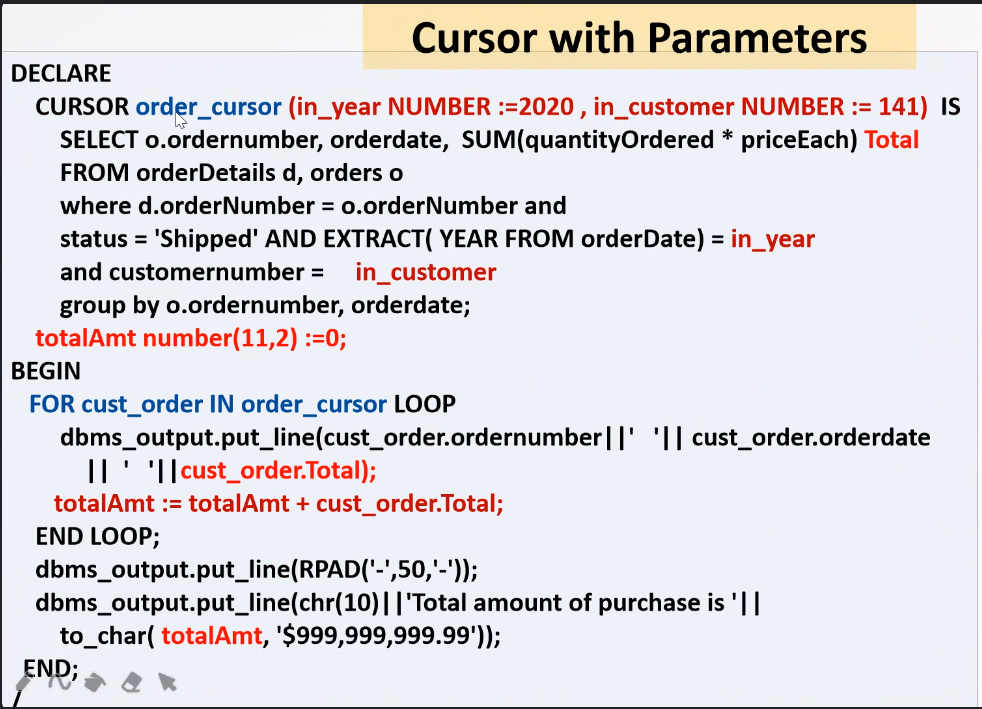 Cursor with Parameters
DECLARE
CURSOR order_cursor (in_year NUMBER :=2020 , in_customer NUMBER := 141) IS
SELECT o.ordernumber, orderdate, SUM(quantityOrdered * priceEach) Total
FROM orderDetails d, orders o
where d.orderNumber = o.orderNumber and
status = 'Shipped' AND EXTRACT( YEAR FROM orderDate) = in_year
and customernumber = in_customer
group by o.ordernumber, orderdate;
totalAmt number(11,2) :=0;
BEGIN
FOR cust_order IN order_cursor LOOP
dbms_output.put_line(cust_order.ordernumber||' '|| cust_order.orderdate
|| ' '||cust_order.Total);
totalAmt := totalAmt + cust_order.Total;
END LOOP;
dbms_output.put_line(RPAD('-',50,'-'));
dbms_output.put_line(chr(10)||'Total amount of purchase is '||
to_char( totalAmt, '$999,999,999.99'));
END;
/